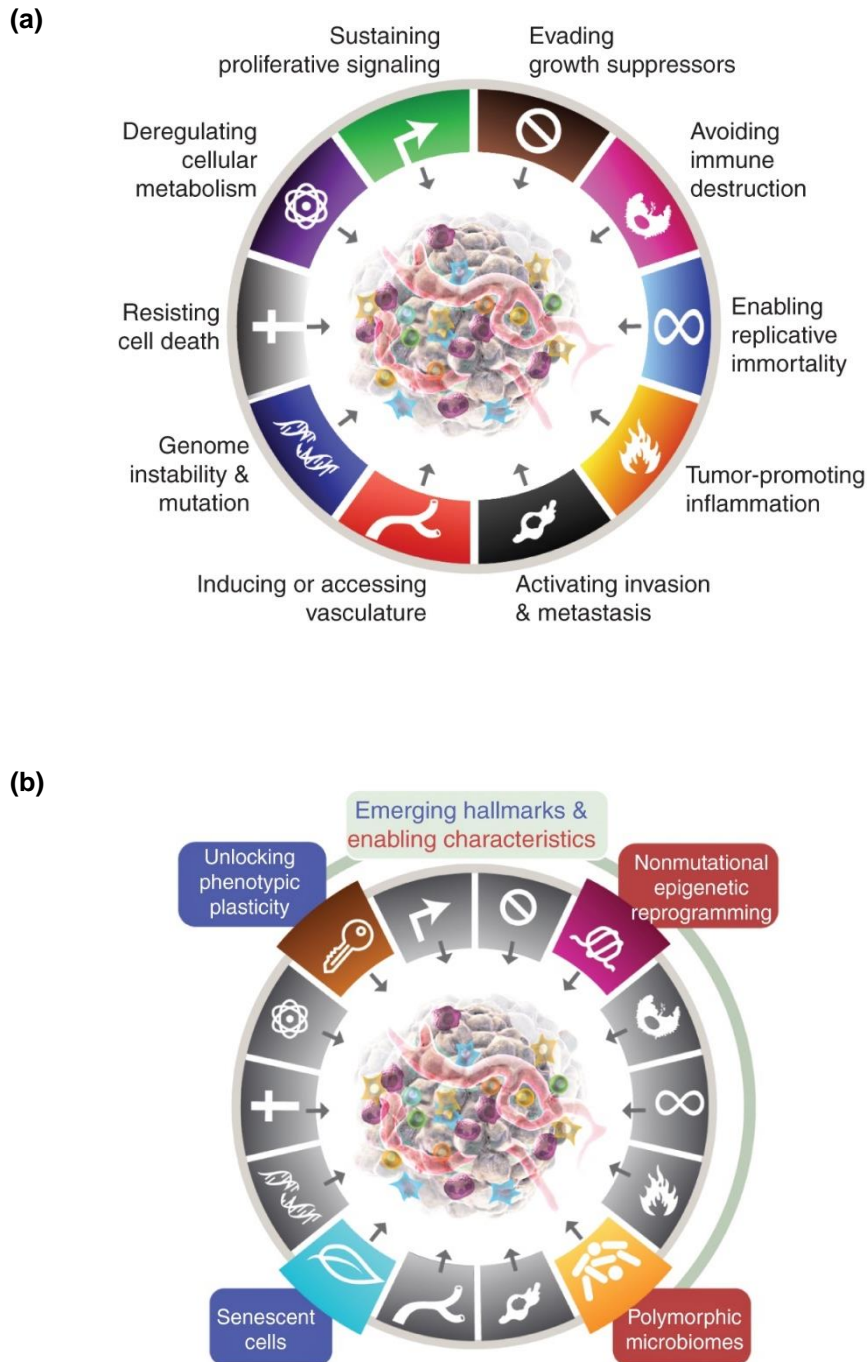 (a)
Sustaining
proliferative signaling
Evading
growth suppressors
Deregulating
cellular
metabolism
Avoiding
immune
destruction
Resisting
cell death
Enabling
replicative
immortality
Genome
instability &
mutation
Tumor-promoting
inflammation
Inducing or accessing
vasculature
Activating invasion
& metastasis
(b)
Emerging hallmarks &
enabling characteristics
Unlocking
phenotypic
plasticity
Nonmutational
epigenetic
reprogramming
Senescent
cells
Polymorphic
microbiomes